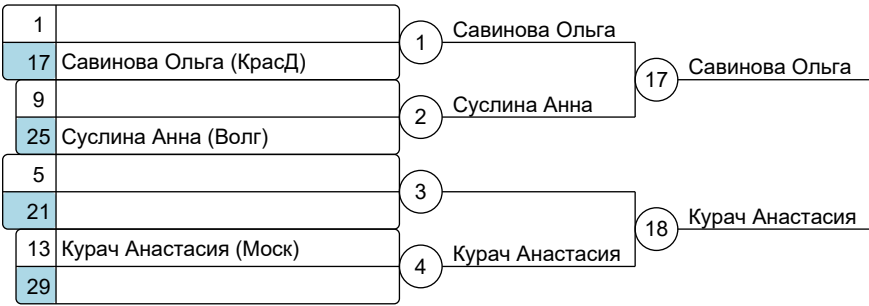 1
17 Савинова Ольга (КрасД)
1 Савинова Ольга
17 Савинова Ольга
9
25 Суслина Анна (Волг)
2 Суслина Анна
5
21
3
18 Курач Анастасия
13 Курач Анастасия (Моск)
29
4 Курач Анастасия